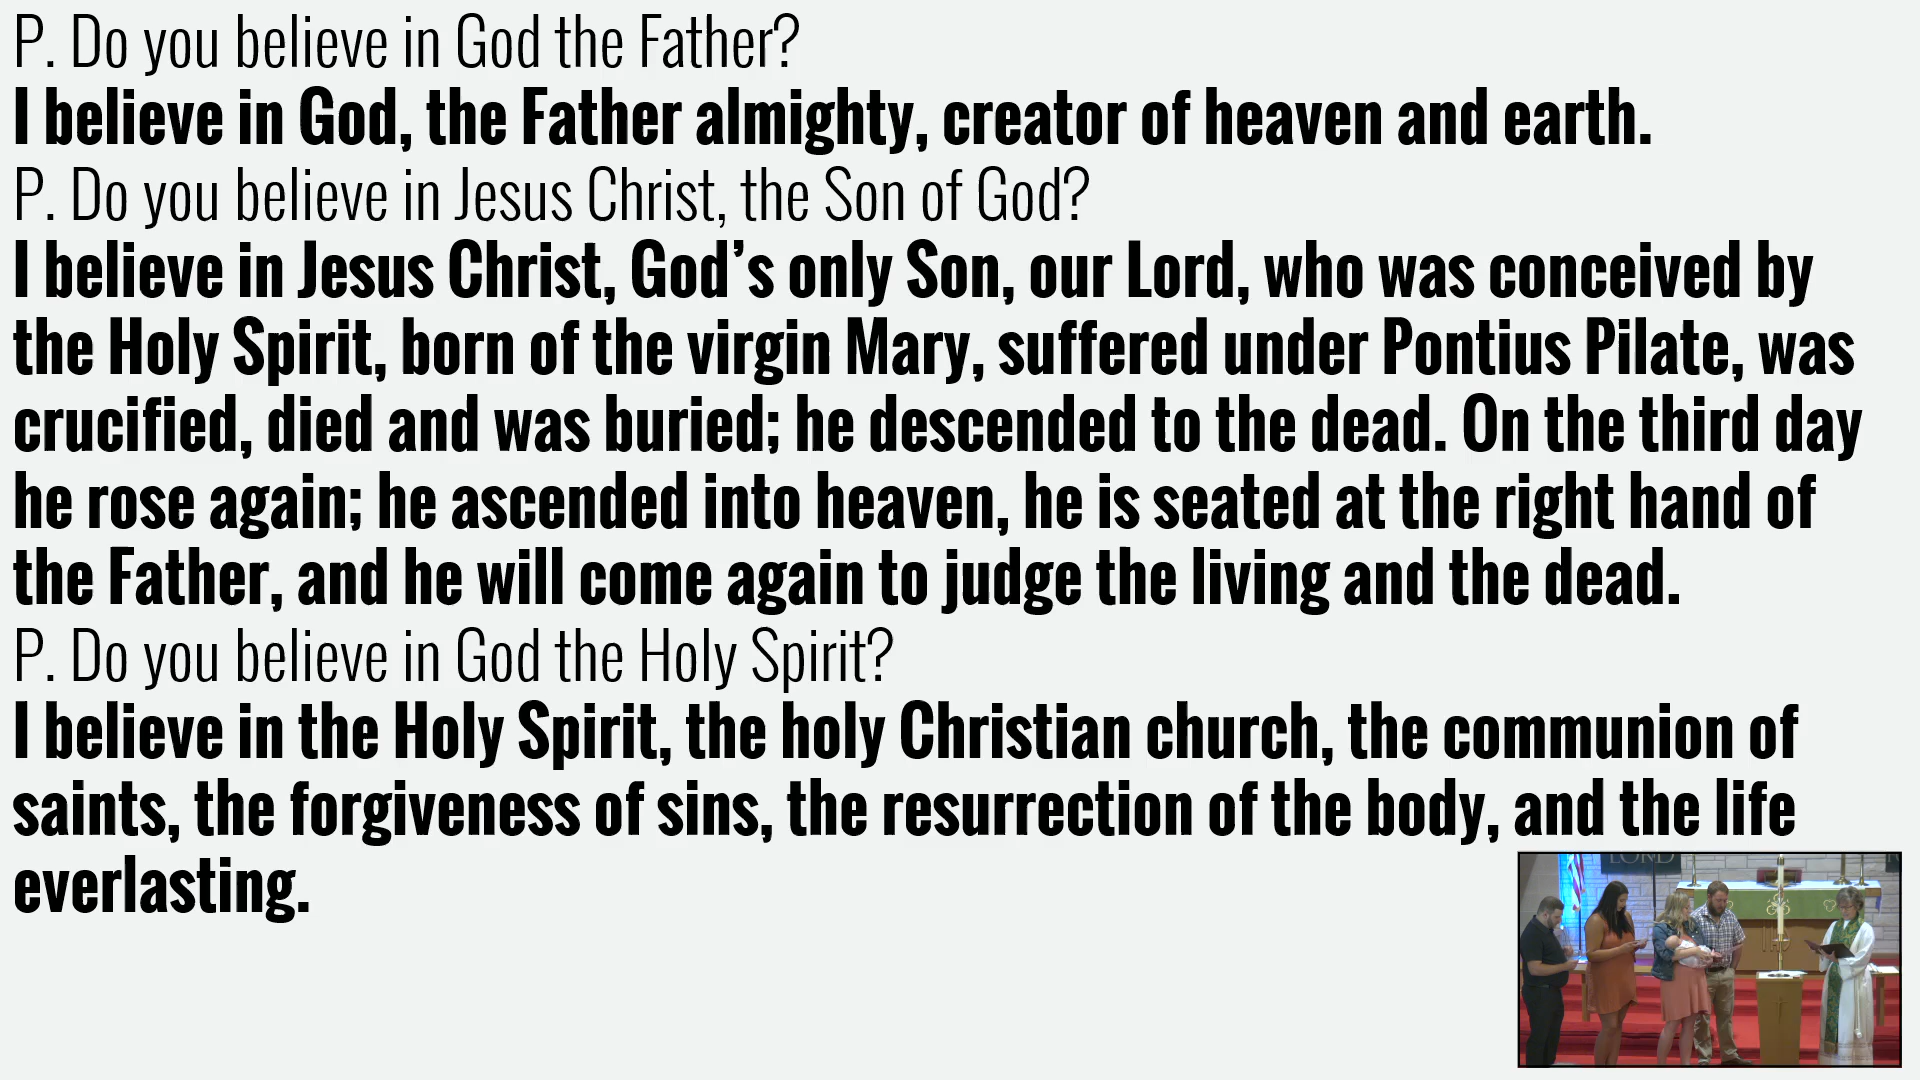 P. Do you believe in God the Father?
I believe in God, the Father almighty, creator of heaven and earth.
P. Do you believe in Jesus Christ, the Son of God?
I believe in Jesus Christ, God’s only Son, our Lord, who was conceived by
the Holy Spirit, born of the virgin Mary, suffered under Pontius Pilate, was
crucified, died and was buried; he descended to the dead. On the third day
he rose again; he ascended into heaven, he is seated at the right hand of
the Father, and he will come again to judge the living and the dead.
P. Do you believe in God the Holy Spirit?
I believe in the Holy Spirit, the holy Christian church, the communion of
saints, the forgiveness of sins, the resurrection of the body, and the life
everlasting.
LORD